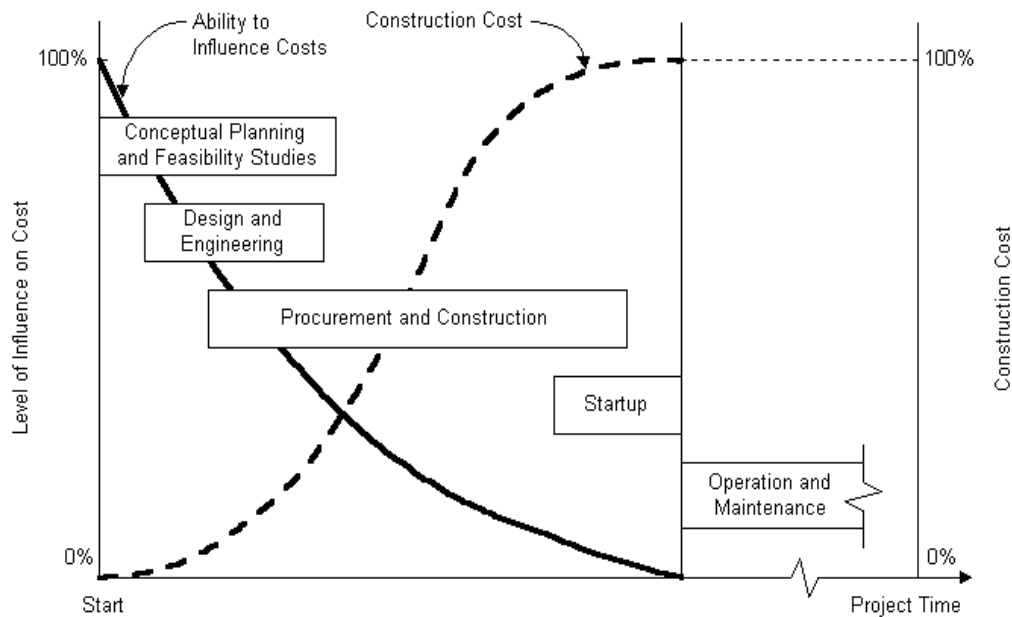 Ability to
Influence Costs
Construction Cost
100%
100%
Conceptual Planning
and Feasibility Studies
Design and
Engineering
Procurement and Construction
Startup
Operation and
Maintenance
Level of Influence on Cost
Construction Cost
0%
0%
Start
Project Time